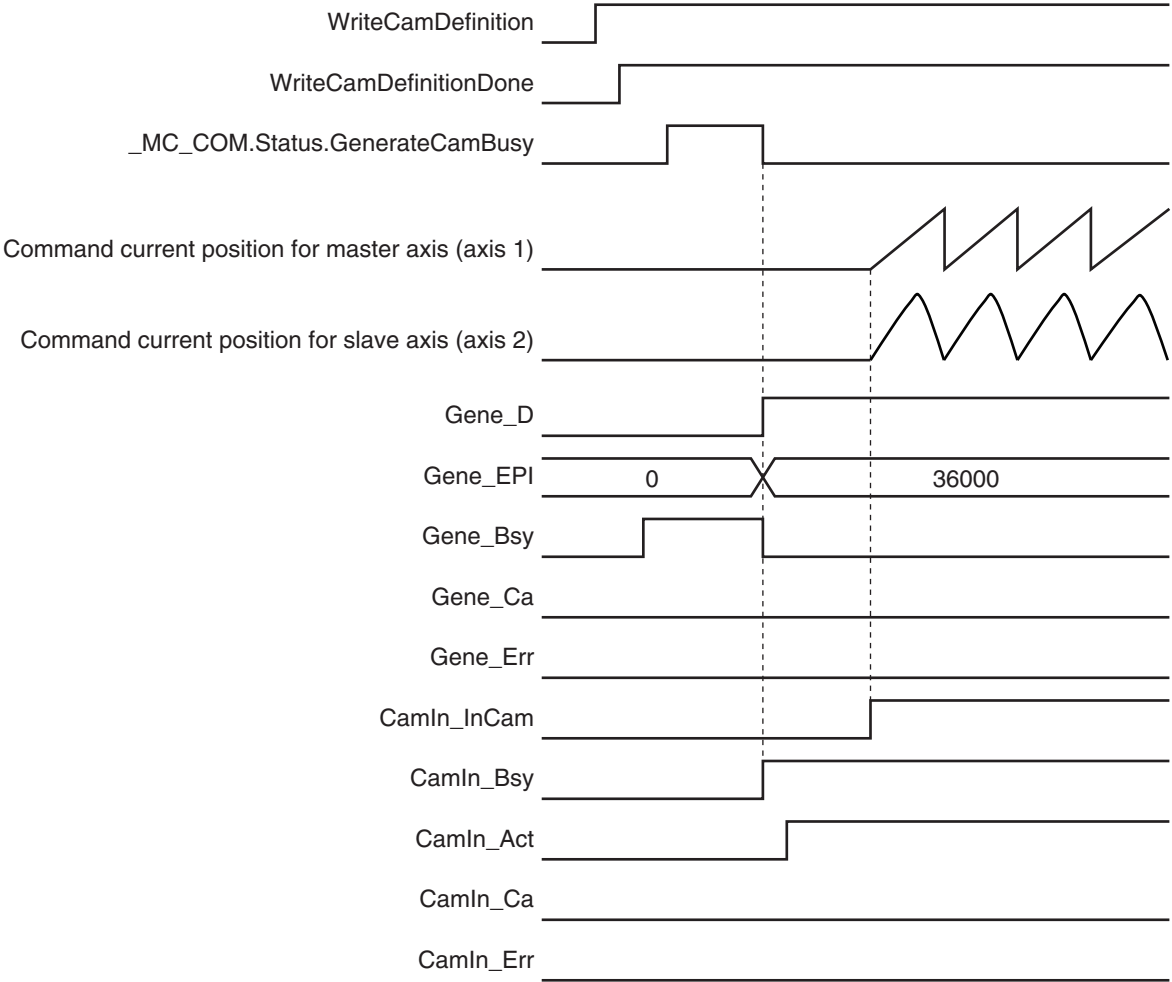 WriteCamDefinition
WriteCamDefinitionDone
_MC_COM.Status.GenerateCamBusy
Command current position for master axis (axis 1)
Command current position for slave axis (axis 2)
Gene_D
Gene_EPI 0 36000
Gene_Bsy
Gene_Ca
Gene_Err
CamIn_InCam
CamIn_Bsy
CamIn_Act
CamIn_Ca
CamIn_Err